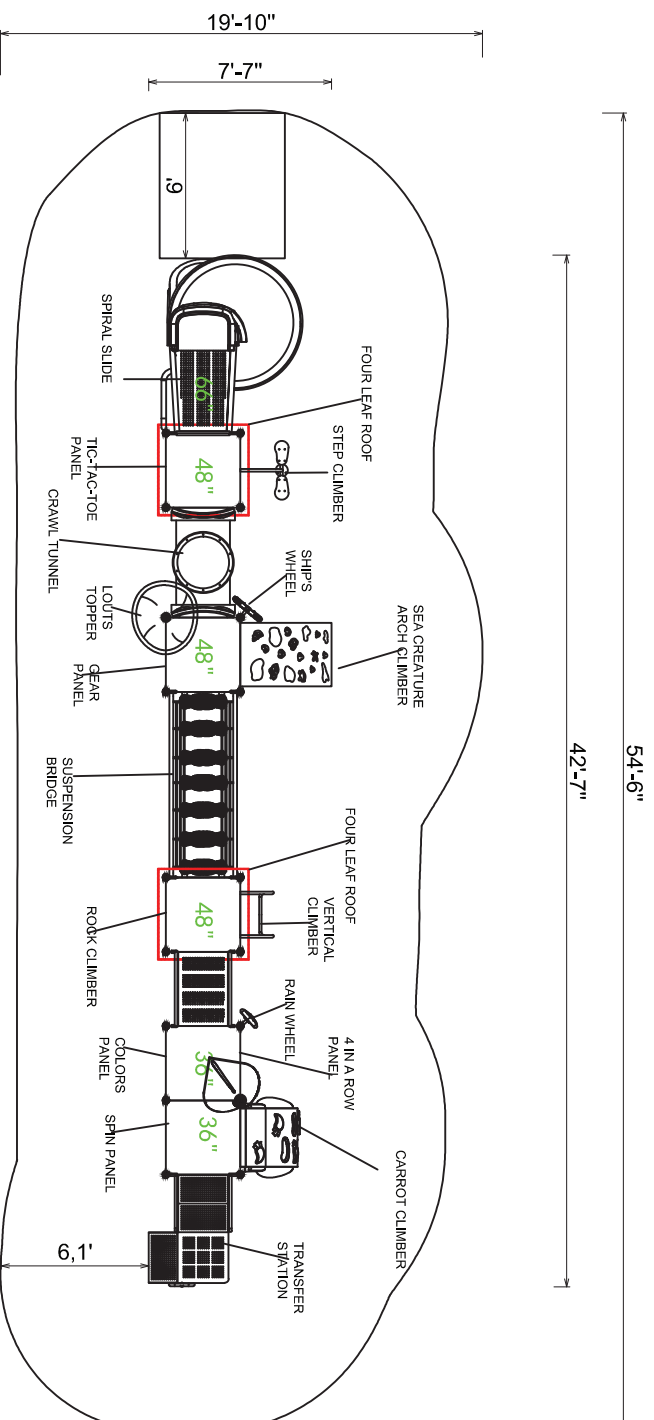 19'-10"
7'-7"
6'
54'-6"
42'-7"
SPIRAL SLIDE
66"
FOUR LEAF ROOF
STEP CLIMBER
48"
TIC-TAC-TOE
PANEL
CRAWL TUNNEL
SHIP'S
WHEEL
LOUTS
TOPPER
SEA CREATURE
ARCH CLIMBER
48"
GEAR
PANEL
SUSPENSION
BRIDGE
FOUR LEAF ROOF
VERTICAL
CLIMBER
48"
ROCK CLIMBER
RAIN WHEEL
4 IN A ROW
PANEL
36"
COLORS
PANEL
36"
SPIN PANEL
CARROT CLIMBER
TRANSFER
STATION
6,1'